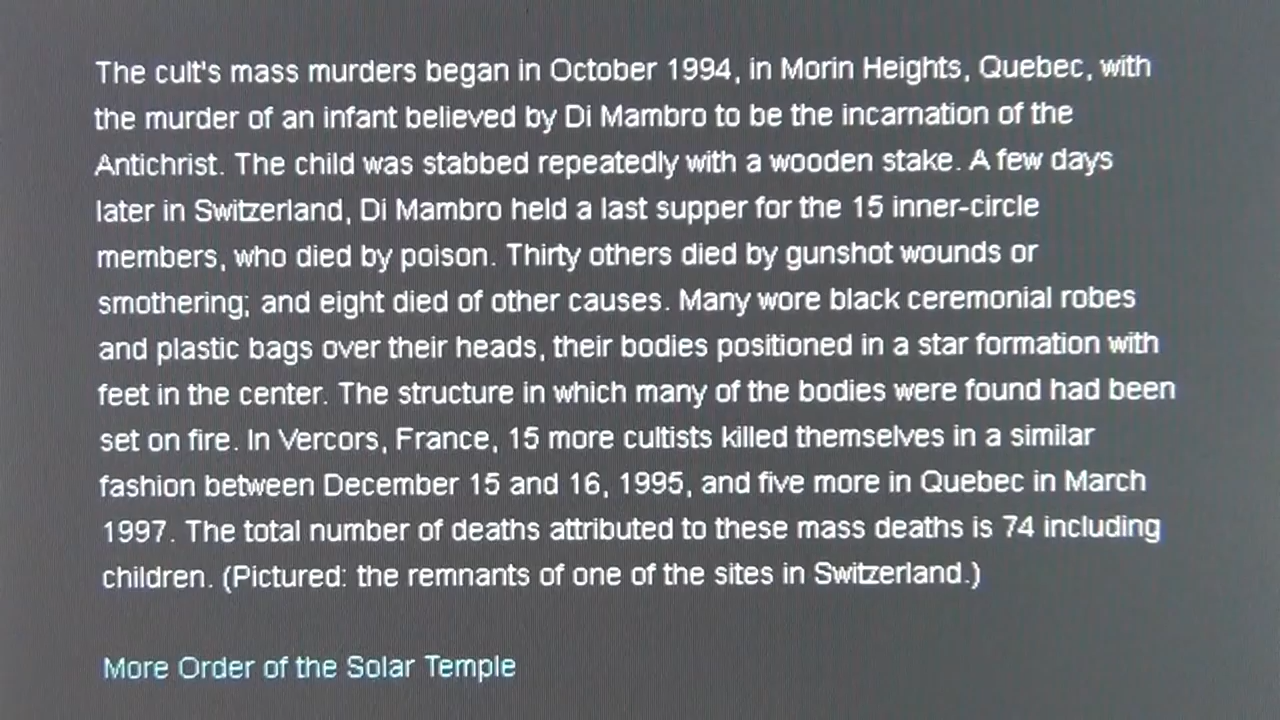 The cult's mass murders began in October 1994, in Morin Heights, Quebec, with
the murder of an infant believed by Di Mambro to be the incarnation of the
Antichrist. The child was stabbed repeatedly with a wooden stake. A few days
later in Switzerland, Di Mambro held a last supper for the 15 inner-circle
members, who died by poison. Thirty others died by gunshot wounds or
smothering; and eight died of other causes. Many wore black ceremonial robes
and plastic bags over their heads, their bodies positioned in a star formation with
feet in the center. The structure in which many of the bodies were found had been
set on fire. In Vercors, France, 15 more cultists killed themselves in a similar
fashion between December 15 and 16, 1995, and five more in Quebec in March
1997. The total number of deaths attributed to these mass deaths is 74 including
children. (Pictured: the remnants of one of the sites in Switzerland.)
More Order of the Solar Temple